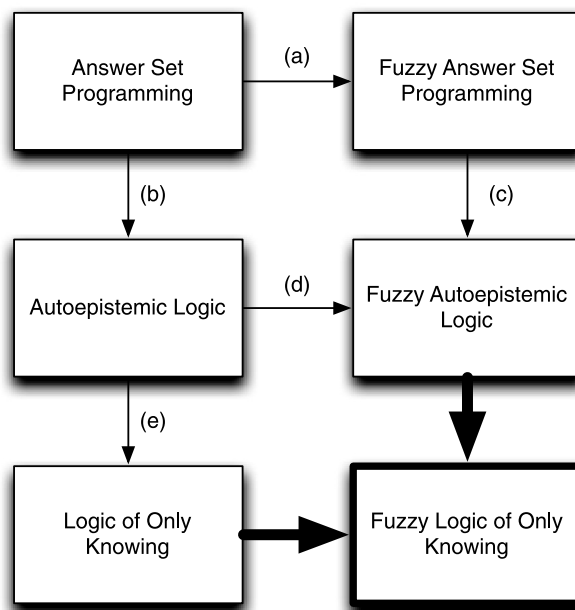 Answer Set
Programming
(a)
Fuzzy Answer Set
Programming
(b)
(c)
Autoepistemic Logic
(d)
Fuzzy Autoepistemic
Logic
(e)
Logic of Only
Knowing
Fuzzy Logic of Only
Knowing